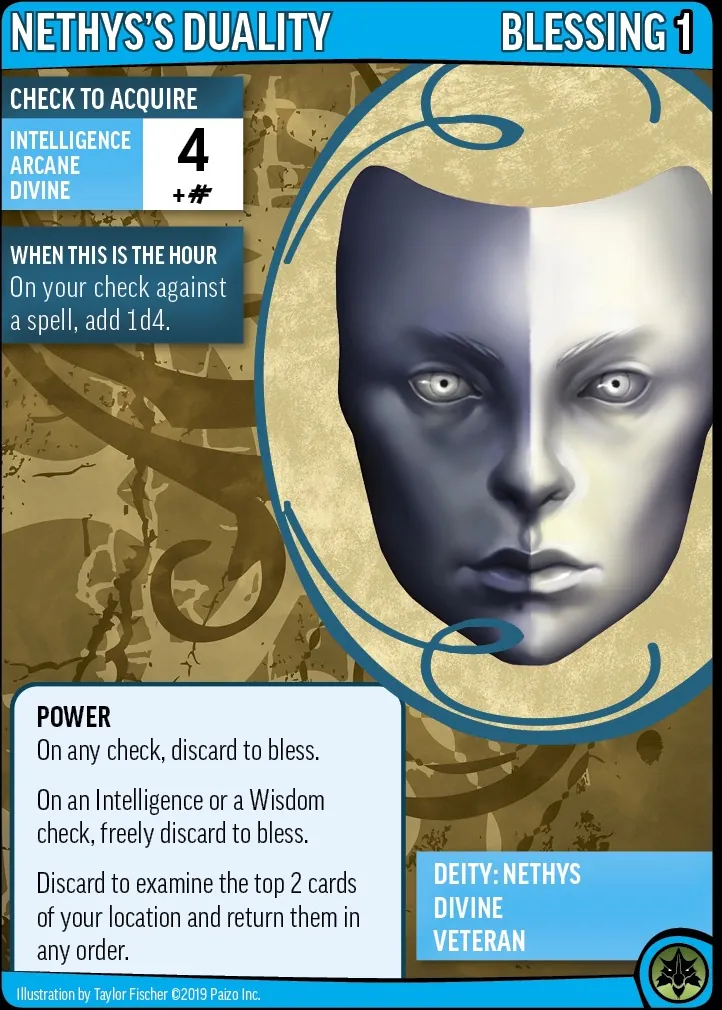 NETHYS'S DUALITY BLESSING 1
CHECK TO ACQUIRE
INTELLIGENCE
ARCANE
DIVINE
4
+#
WHEN THIS IS THE HOUR
On your check against
a spell, add 1d4.
POWER
On any check, discard to bless.
On an Intelligence or a Wisdom
check, freely discard to bless.
Discard to examine the top 2 cards
of your location and return them in
any order.
DEITY: NETHYS
DIVINE
VETERAN
Illustration by Taylor Fischer ©2019 Paizo Inc.